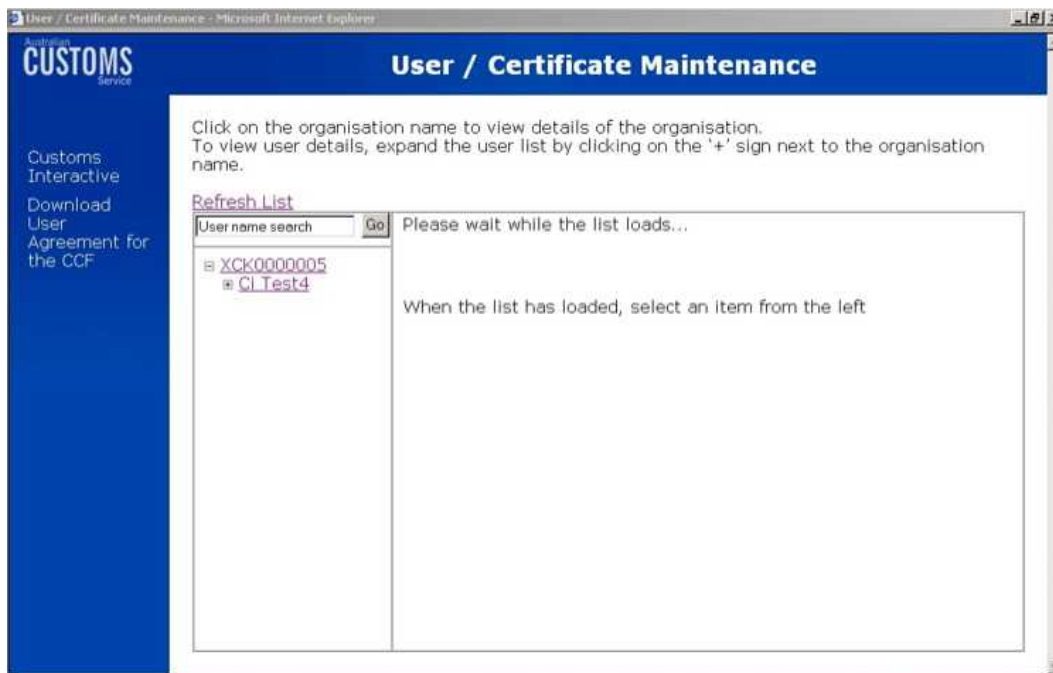 User / Certificate Maintenance - Microsoft Internet Explorer
Australian
CUSTOMS
Service
User / Certificate Maintenance
Customs
Interactive
Download
User
Agreement for
the CCF
Click on the organisation name to view details of the organisation.
To view user details, expand the user list by clicking on the '+' sign next to the organisation
name.
Refresh List
User name search Go
XCK0000005
Ci Test4
Please wait while the list loads...
When the list has loaded, select an item from the left